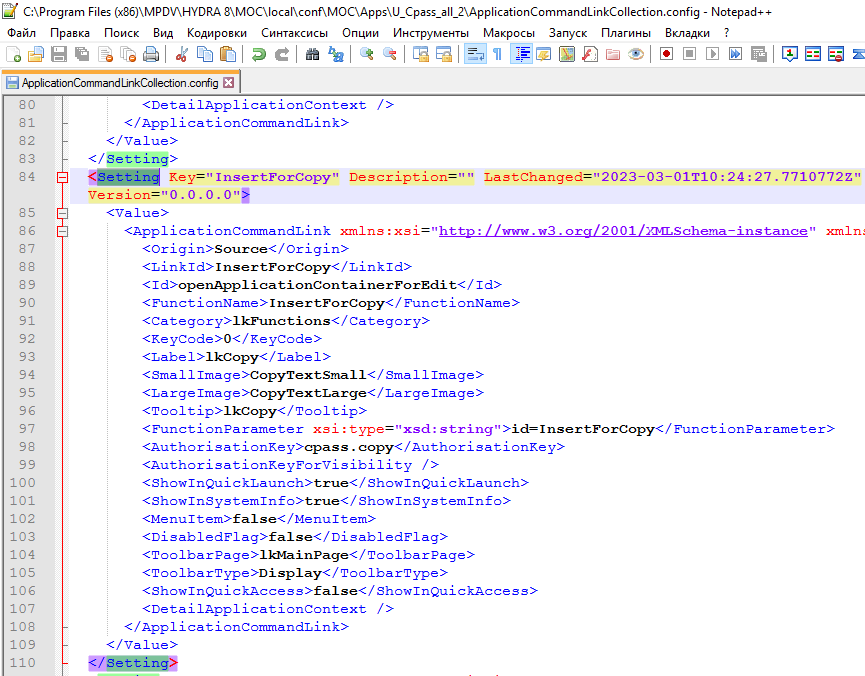 C:\Program Files (x86)\MPDV\HYDRA 8\MOC\local\conf\MOC\Apps\U_Cpass_all_2\ApplicationCommandLinkCollection.config - Notepad++
Файл Правка Поиск Вид Кодировки Синтаксисы Опции Инструменты Макросы Запуск Плагины Вкладки ?
ApplicationCommandLinkCollection.config
80 <DetailApplicationContext />
81 </ApplicationCommandLink>
82 </Value>
83 </Setting>
84 <Setting Key="InsertForCopy" Description="" LastChanged="2023-03-01T10:24:27.7710772Z"
Version="0.0.0.0">
85 <Value>
86 <ApplicationCommandLink xmlns:xsi="http://www.w3.org/2001/XMLSchema-instance" xmlns
87 <Origin>Source</Origin>
88 <LinkId>InsertForCopy</LinkId>
89 <Id>openApplicationContainerForEdit</Id>
90 <FunctionName>InsertForCopy</FunctionName>
91 <Category>lkFunctions</Category>
92 <KeyCode>0</KeyCode>
93 <Label>lkCopy</Label>
94 <SmallImage>CopyTextSmall</SmallImage>
95 <LargeImage>CopyTextLarge</LargeImage>
96 <Tooltip>lkCopy</Tooltip>
97 <FunctionParameter xsi:type="xsd:string">id=InsertForCopy</FunctionParameter>
98 <AuthorisationKey>cpass.copy</AuthorisationKey>
99 <AuthorisationKeyForVisibility />
100 <ShowInQuickLaunch>true</ShowInQuickLaunch>
101 <ShowInSystemInfo>true</ShowInSystemInfo>
102 <MenuItem>false</MenuItem>
103 <DisabledFlag>false</DisabledFlag>
104 <ToolbarPage>lkMainPage</ToolbarPage>
105 <ToolbarType>Display</ToolbarType>
106 <ShowInQuickAccess>false</ShowInQuickAccess>
107 <DetailApplicationContext />
108 </ApplicationCommandLink>
109 </Value>
110 </Setting>